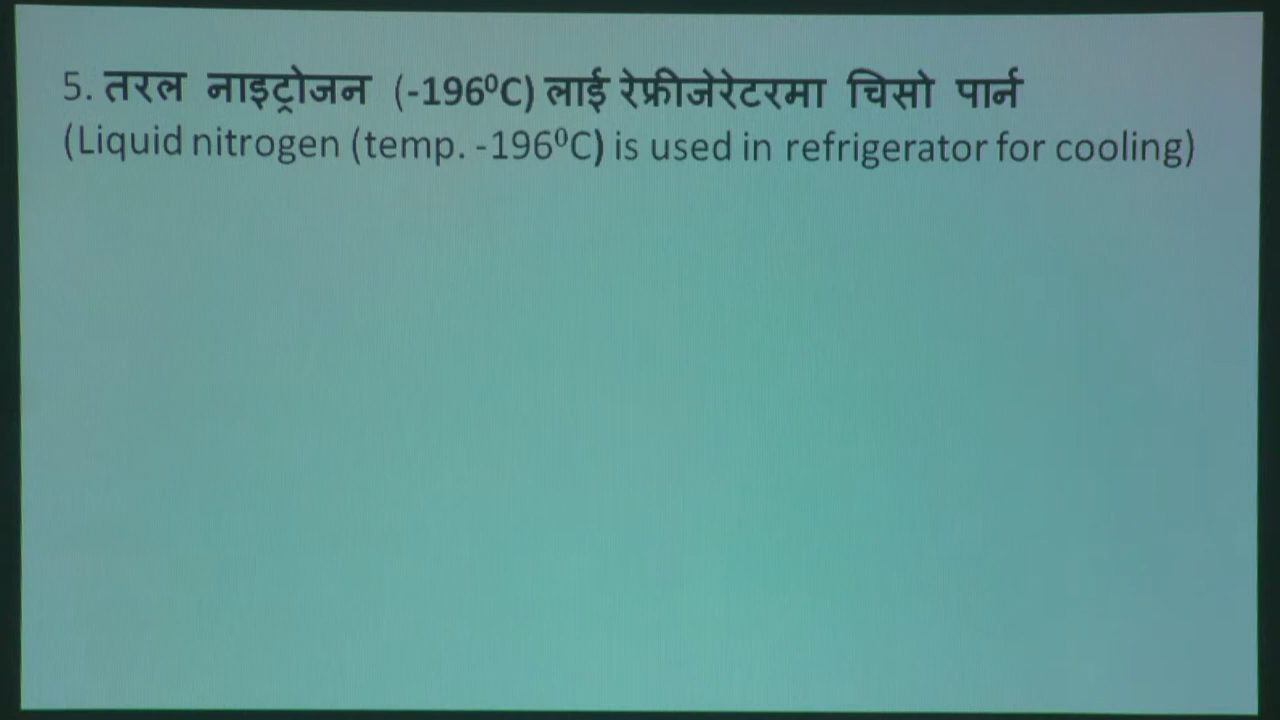 5. तरल नाइट्रोजन (-196⁰C) लाई रेफ्रीजेरेटरमा चिसो पार्न
(Liquid nitrogen (temp. -196⁰C) is used in refrigerator for cooling)